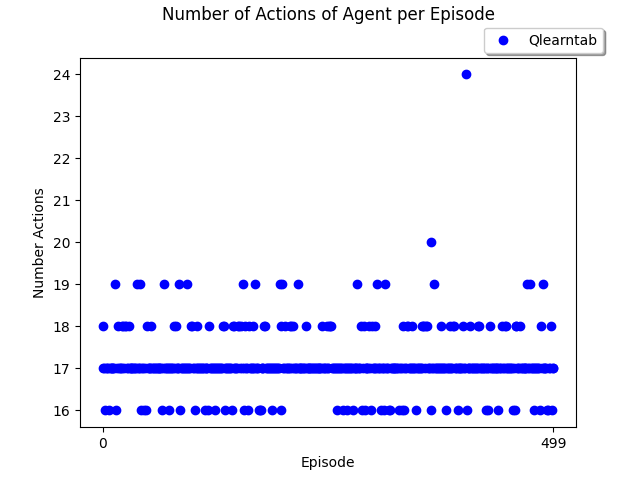 Number of Actions of Agent per Episode
Qlearntab
24
23
22
21
20
19
18
17
16
Number Actions
0
499
Episode